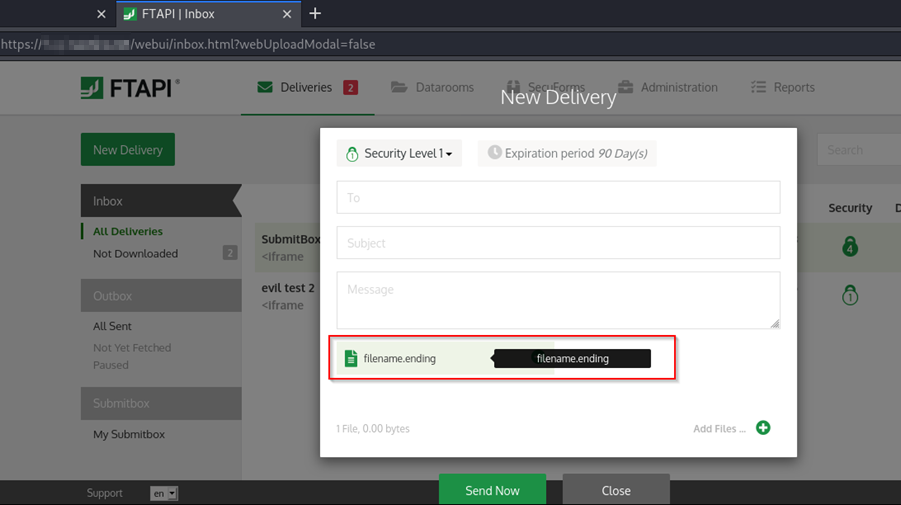 FTAPI | Inbox
https:// /webui/inbox.html?webUploadModal=false
FTAPI®
Deliveries 2
Datarooms
SecuForms
Administration
Reports
New Delivery
New Delivery
Search
Security Level 1
Expiration period 90 Day(s)
Inbox
To
Security D
All Deliveries
SubmitBox
4
Not Downloaded 2
<iframe
Subject
evil test 2
1
<iframe
Message
Outbox
All Sent
Not Yet Fetched
Paused
filename.ending
filename.ending
Submitbox
My Submitbox
1 File, 0.00 bytes
Add Files ...
Support
en
Send Now
Close